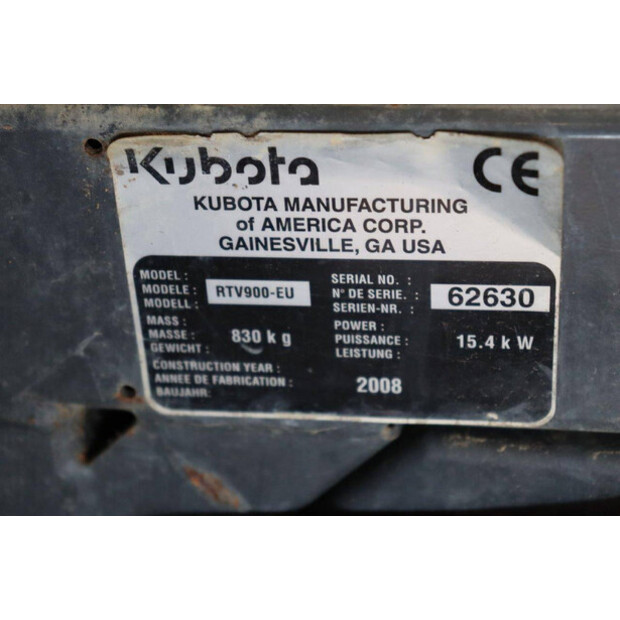 Kubota CE
KUBOTA MANUFACTURING
of AMERICA CORP.
GAINESVILLE, GA USA
MODEL :
MODELE : RTV900-EU
MODELL :
SERIAL NO. :
N° DE SERIE. : 62630
SERIEN-NR. :
MASS :
MASSE : 830 kg
GEWICHT :
POWER :
PUISSANCE : 15.4 kW
LEISTUNG :
CONSTRUCTION YEAR :
ANNEE DE FABRICATION : 2008
BAUJAHR: